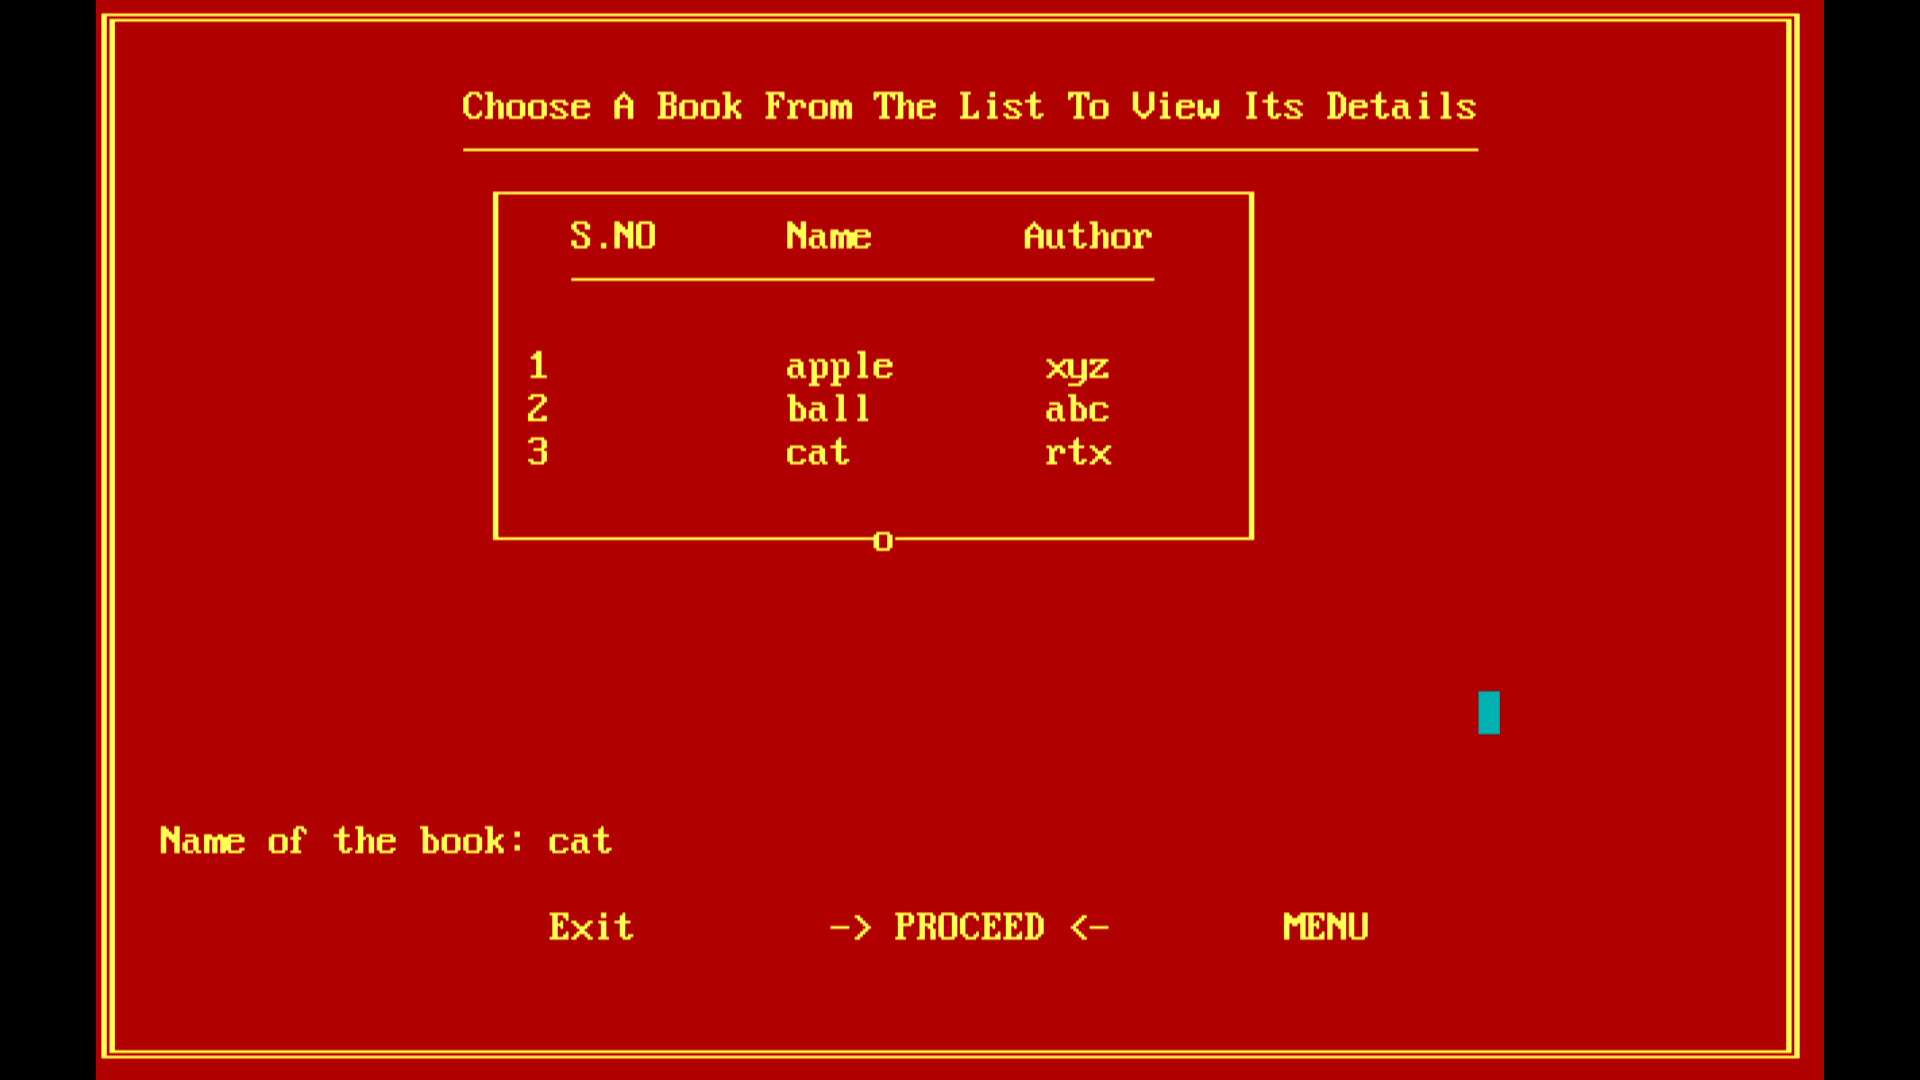 Choose A Book From The List To View Its Details
S.NO Name Author
1 apple xyz
2 ball abc
3 cat rtx
o
Name of the book: cat
Exit -> PROCEED <- MENU